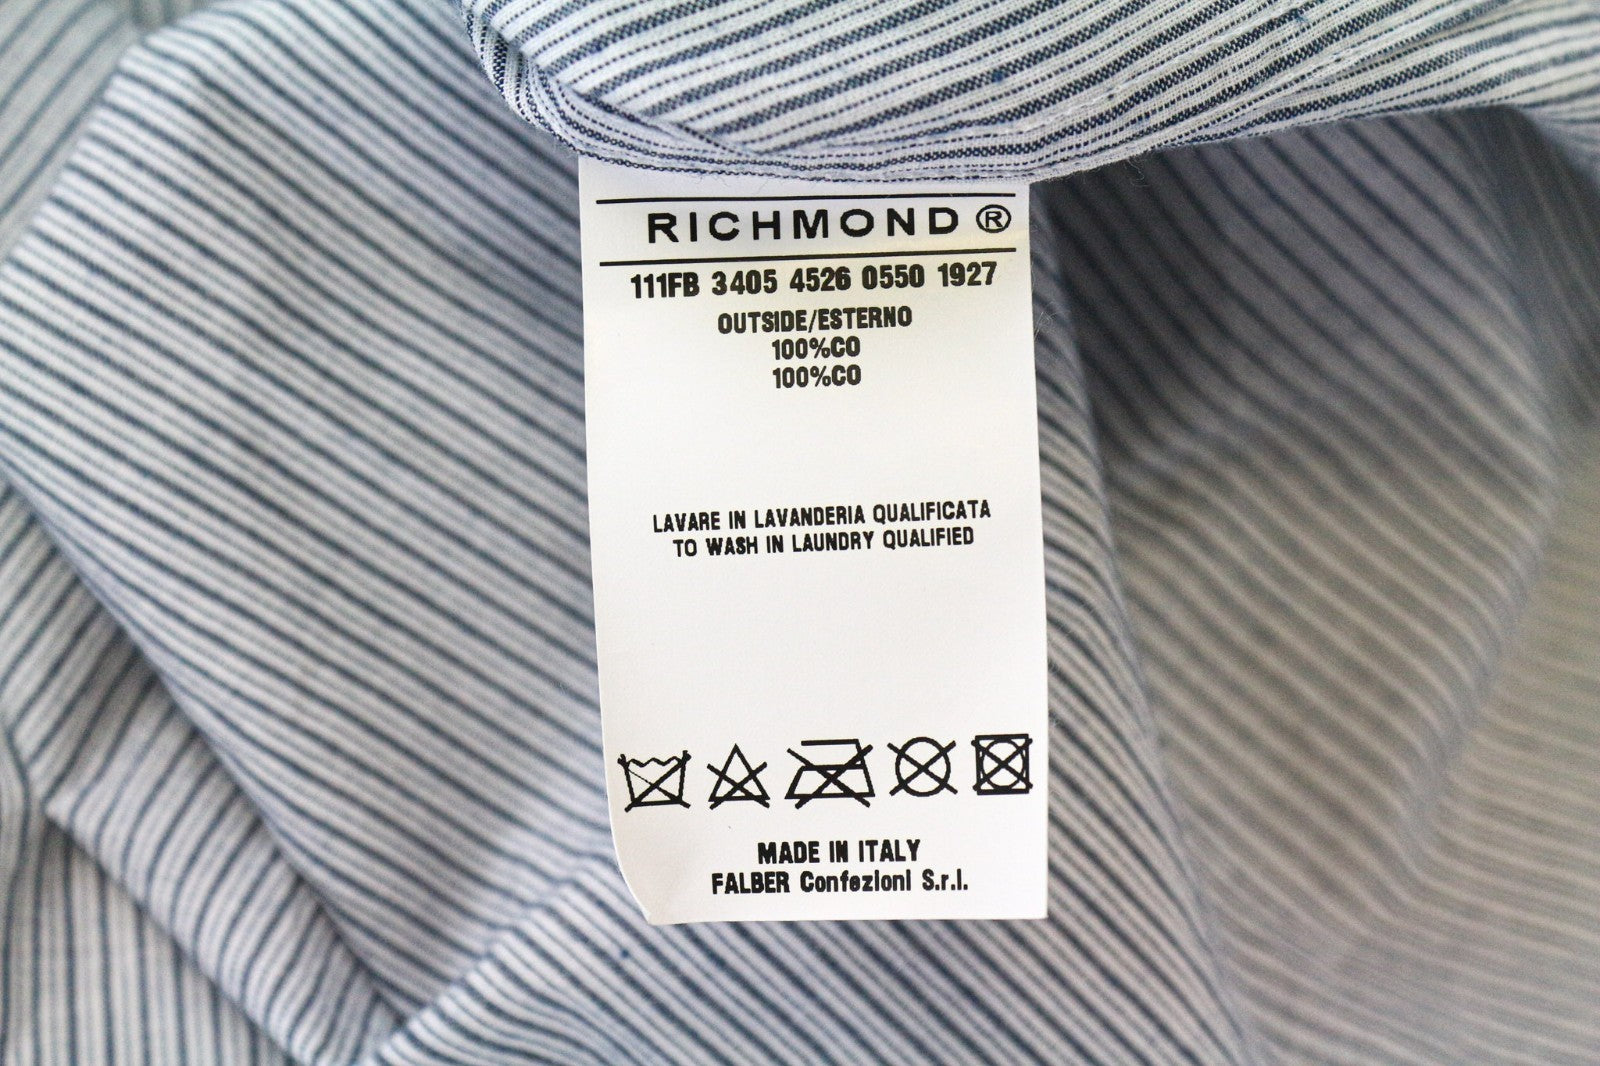 RICHMOND ®
111FB 3405 4526 0550 1927
OUTSIDE/ESTERNO
100%CO
100%CO
LAVARE IN LAVANDERIA QUALIFICATA
TO WASH IN LAUNDRY QUALIFIED
MADE IN ITALY
FALBER Confezioni S.r.l.